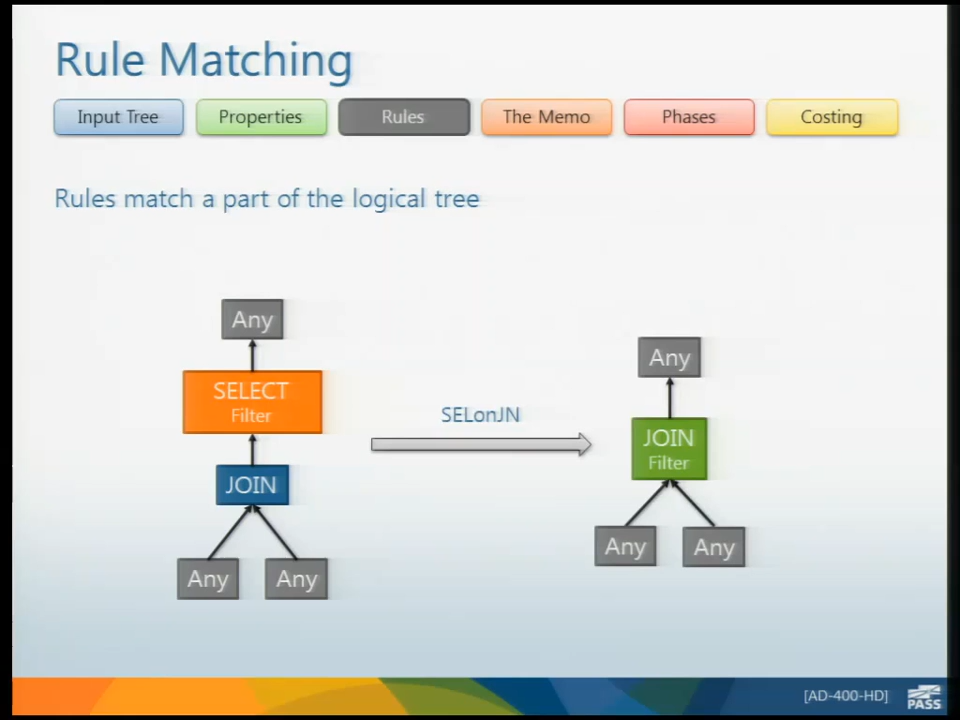 Rule Matching
Input Tree
Properties
Rules
The Memo
Phases
Costing
Rules match a part of the logical tree
Any
SELECT
Filter
JOIN
Any
Any
SELonJN
Any
JOIN
Filter
Any
Any
[AD-400-HD]
PASS